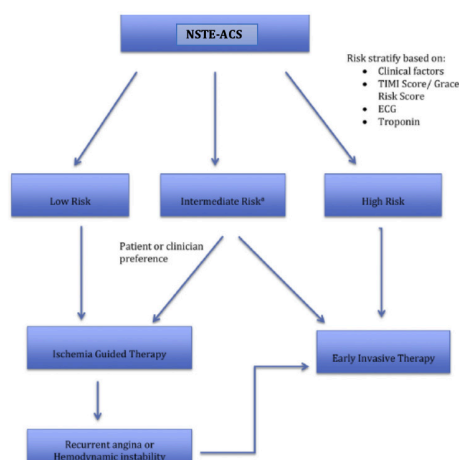 NSTE-ACS
Risk stratify based on:
• Clinical factors
• TIMI Score/ Grace
Risk Score
• ECG
• Troponin
Low Risk
Intermediate Riskª
High Risk
Patient or clinician
preference
Ischemia Guided Therapy
Early Invasive Therapy
Recurrent angina or
Hemodynamic instability